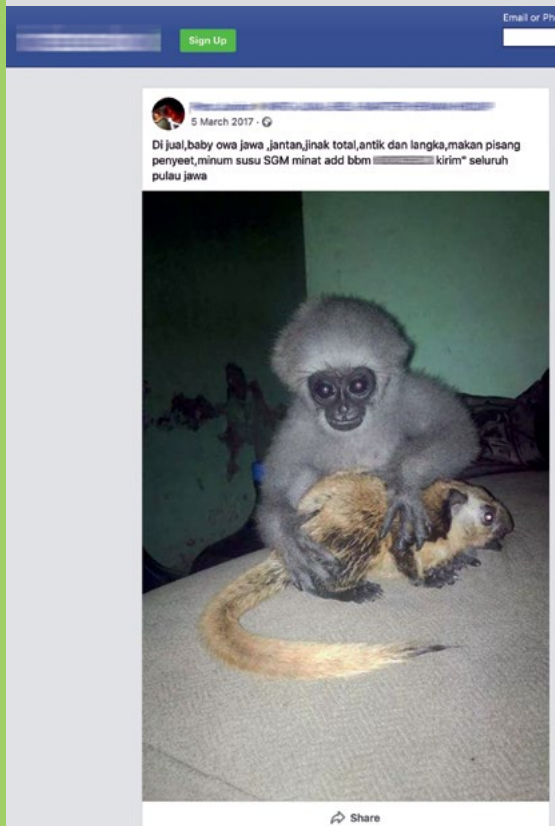 Email or Ph
Sign Up
5 March 2017 ·
Di jual,baby owa jawa ,jantan,jinak total,antik dan langka,makan pisang
penyeet,minum susu SGM minat add bbm kirim" seluruh
pulau jawa
Share